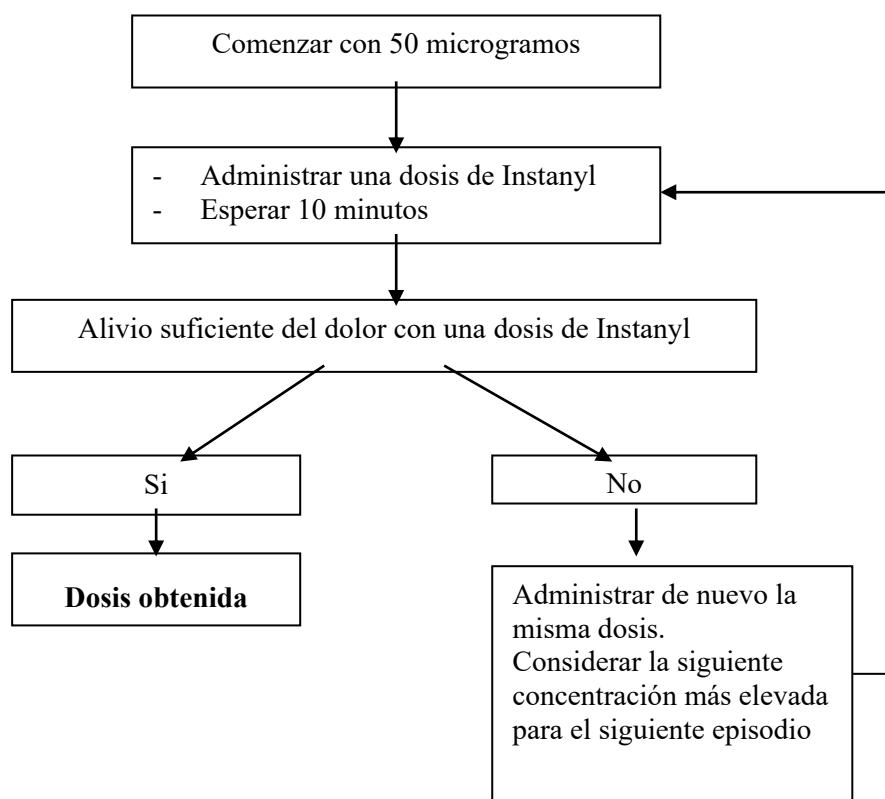 Comenzar con 50 microgramos
- Administrar una dosis de Instanyl
- Esperar 10 minutos
Alivio suficiente del dolor con una dosis de Instanyl
Si
No
Dosis obtenida
Administrar de nuevo la
misma dosis.
Considerar la siguiente
concentración más elevada
para el siguiente episodio